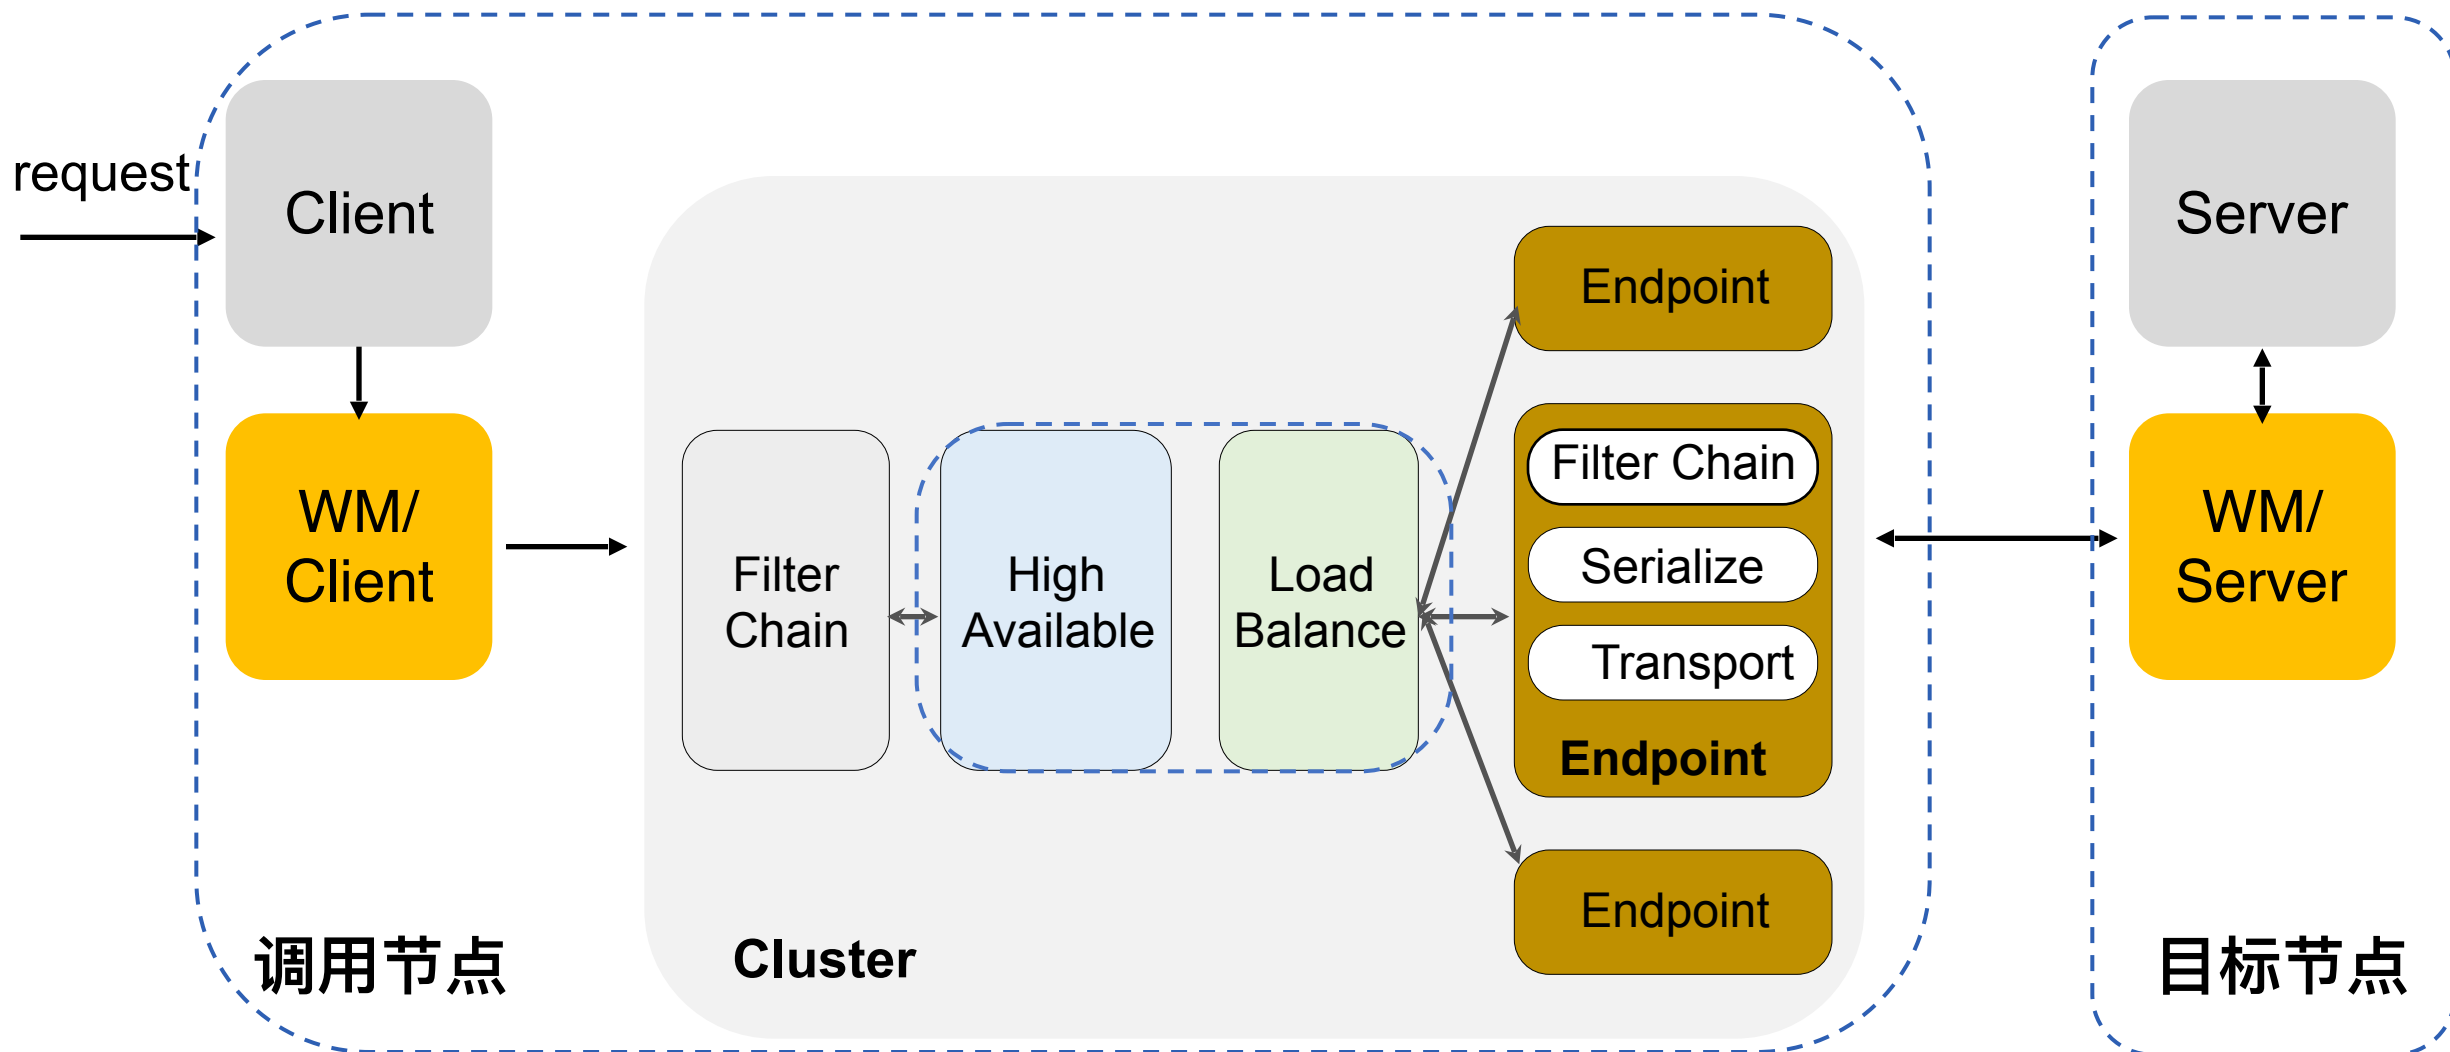 request
Client
WM/
Client
Filter
Chain
High
Available
Load
Balance
Endpoint
Filter Chain
Serialize
Transport
Endpoint
Endpoint
Cluster
调用节点
Server
WM/
Server
目标节点